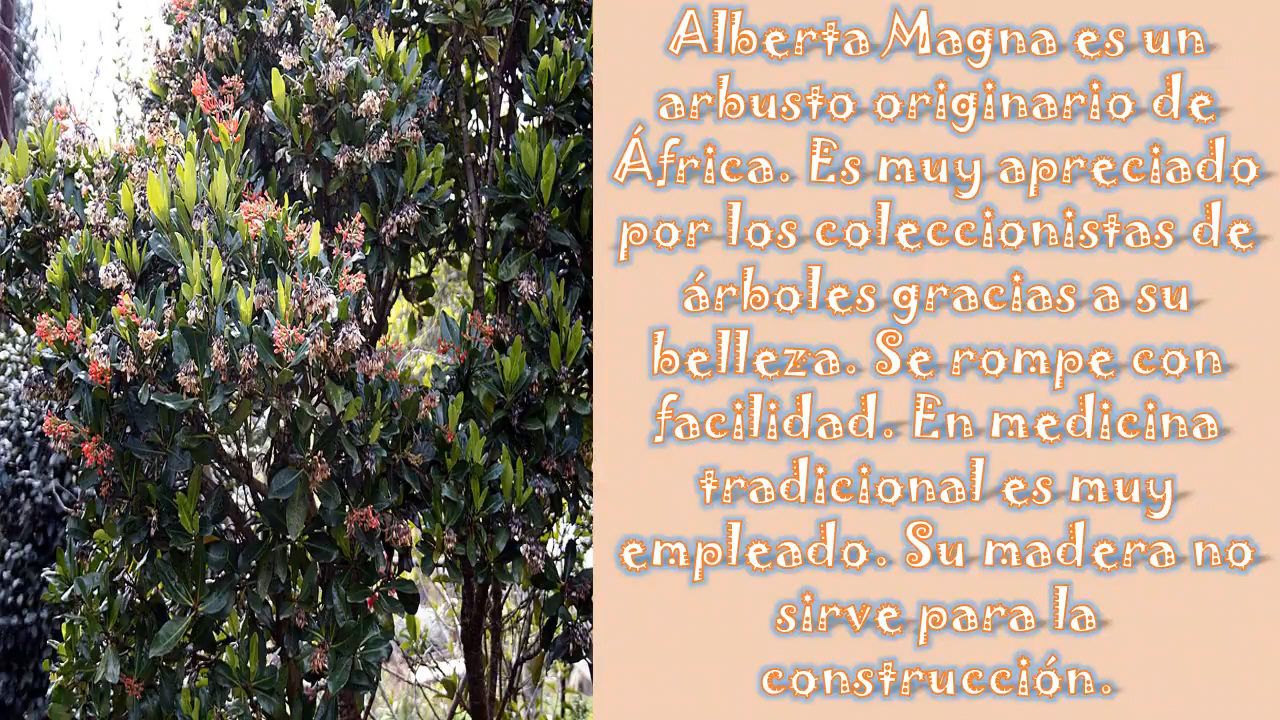 Alberta Magna es un
arbusto originario de
África. Es muy apreciado
por los coleccionistas de
árboles gracias a su
belleza. Se rompe con
facilidad. En medicina
tradicional es muy
empleado. Su madera no
sirve para la
construcción.